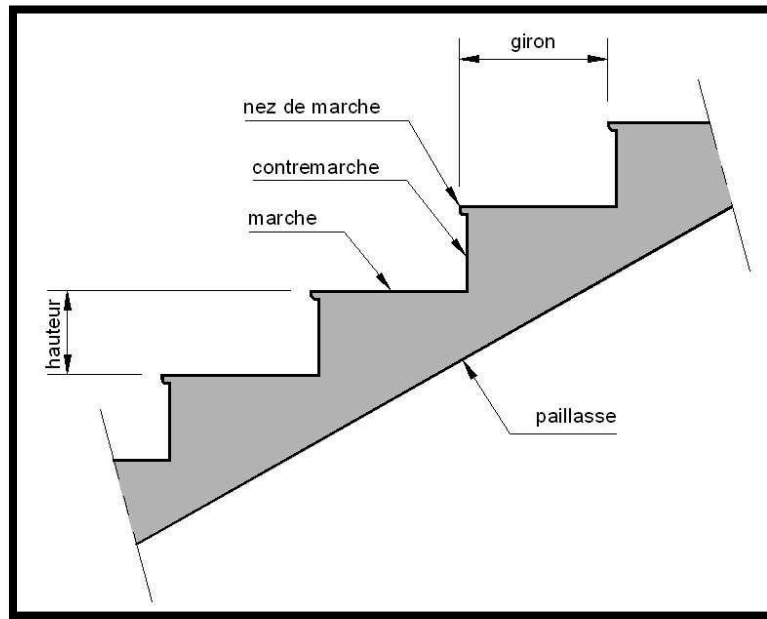 giron
nez de marche
contremarche
marche
hauteur
paillasse